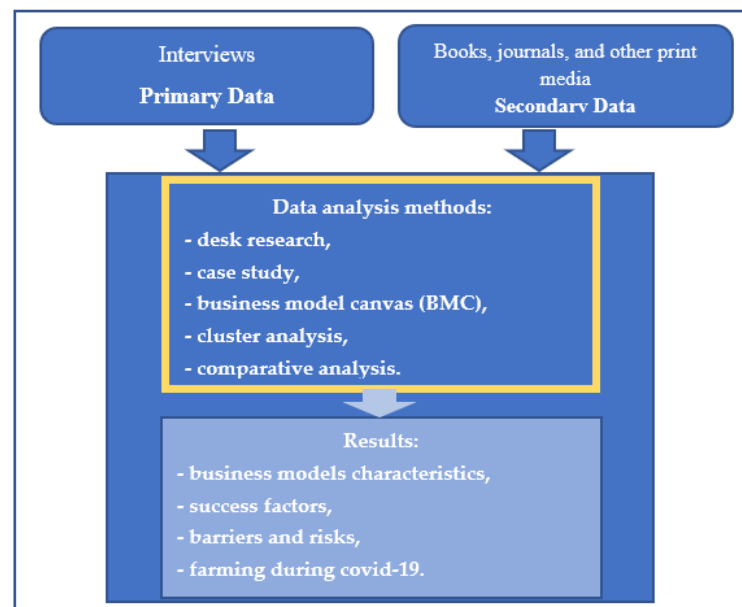 Interviews
Primary Data
Books, journals, and other print
media
Secondary Data
Data analysis methods:
- desk research,
- case study,
- business model canvas (BMC),
- cluster analysis,
- comparative analysis.
Results:
- business models characteristics,
- success factors,
- barriers and risks,
- farming during covid-19.